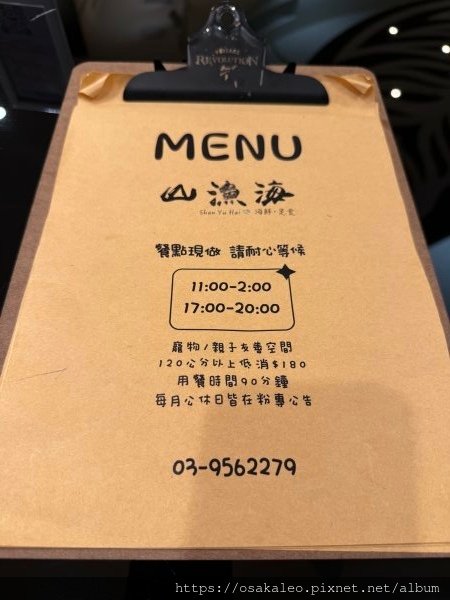 REVOLUTION
MENU
山漁海
Shan Yu Hai 海鮮·美食
餐點現做 請耐心等候
11:00-2:00
17:00-20:00
寵物/親子友善空間
120公分以上低消$180
用餐時間90分鐘
每月公休日皆在粉專公告
03-9562279
https://osakaleo.pixnet.net/album